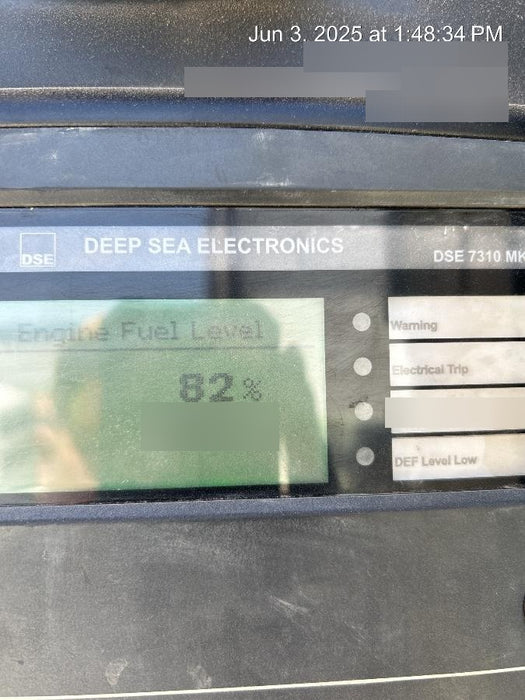 Jun 3, 2025 at 1:48:34 PM
DSE
DEEP SEA ELECTRONICS
DSE 7310 MK
Engine Fuel Level
82 %
Warning
Electrical Trip
DEF Level Low